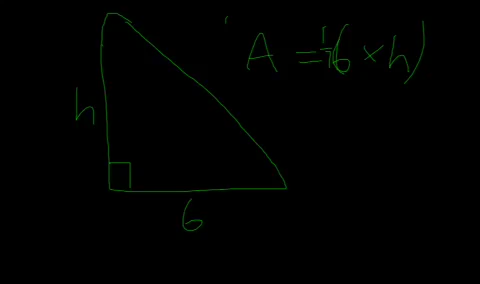 A = ½(6 × h)
h
6